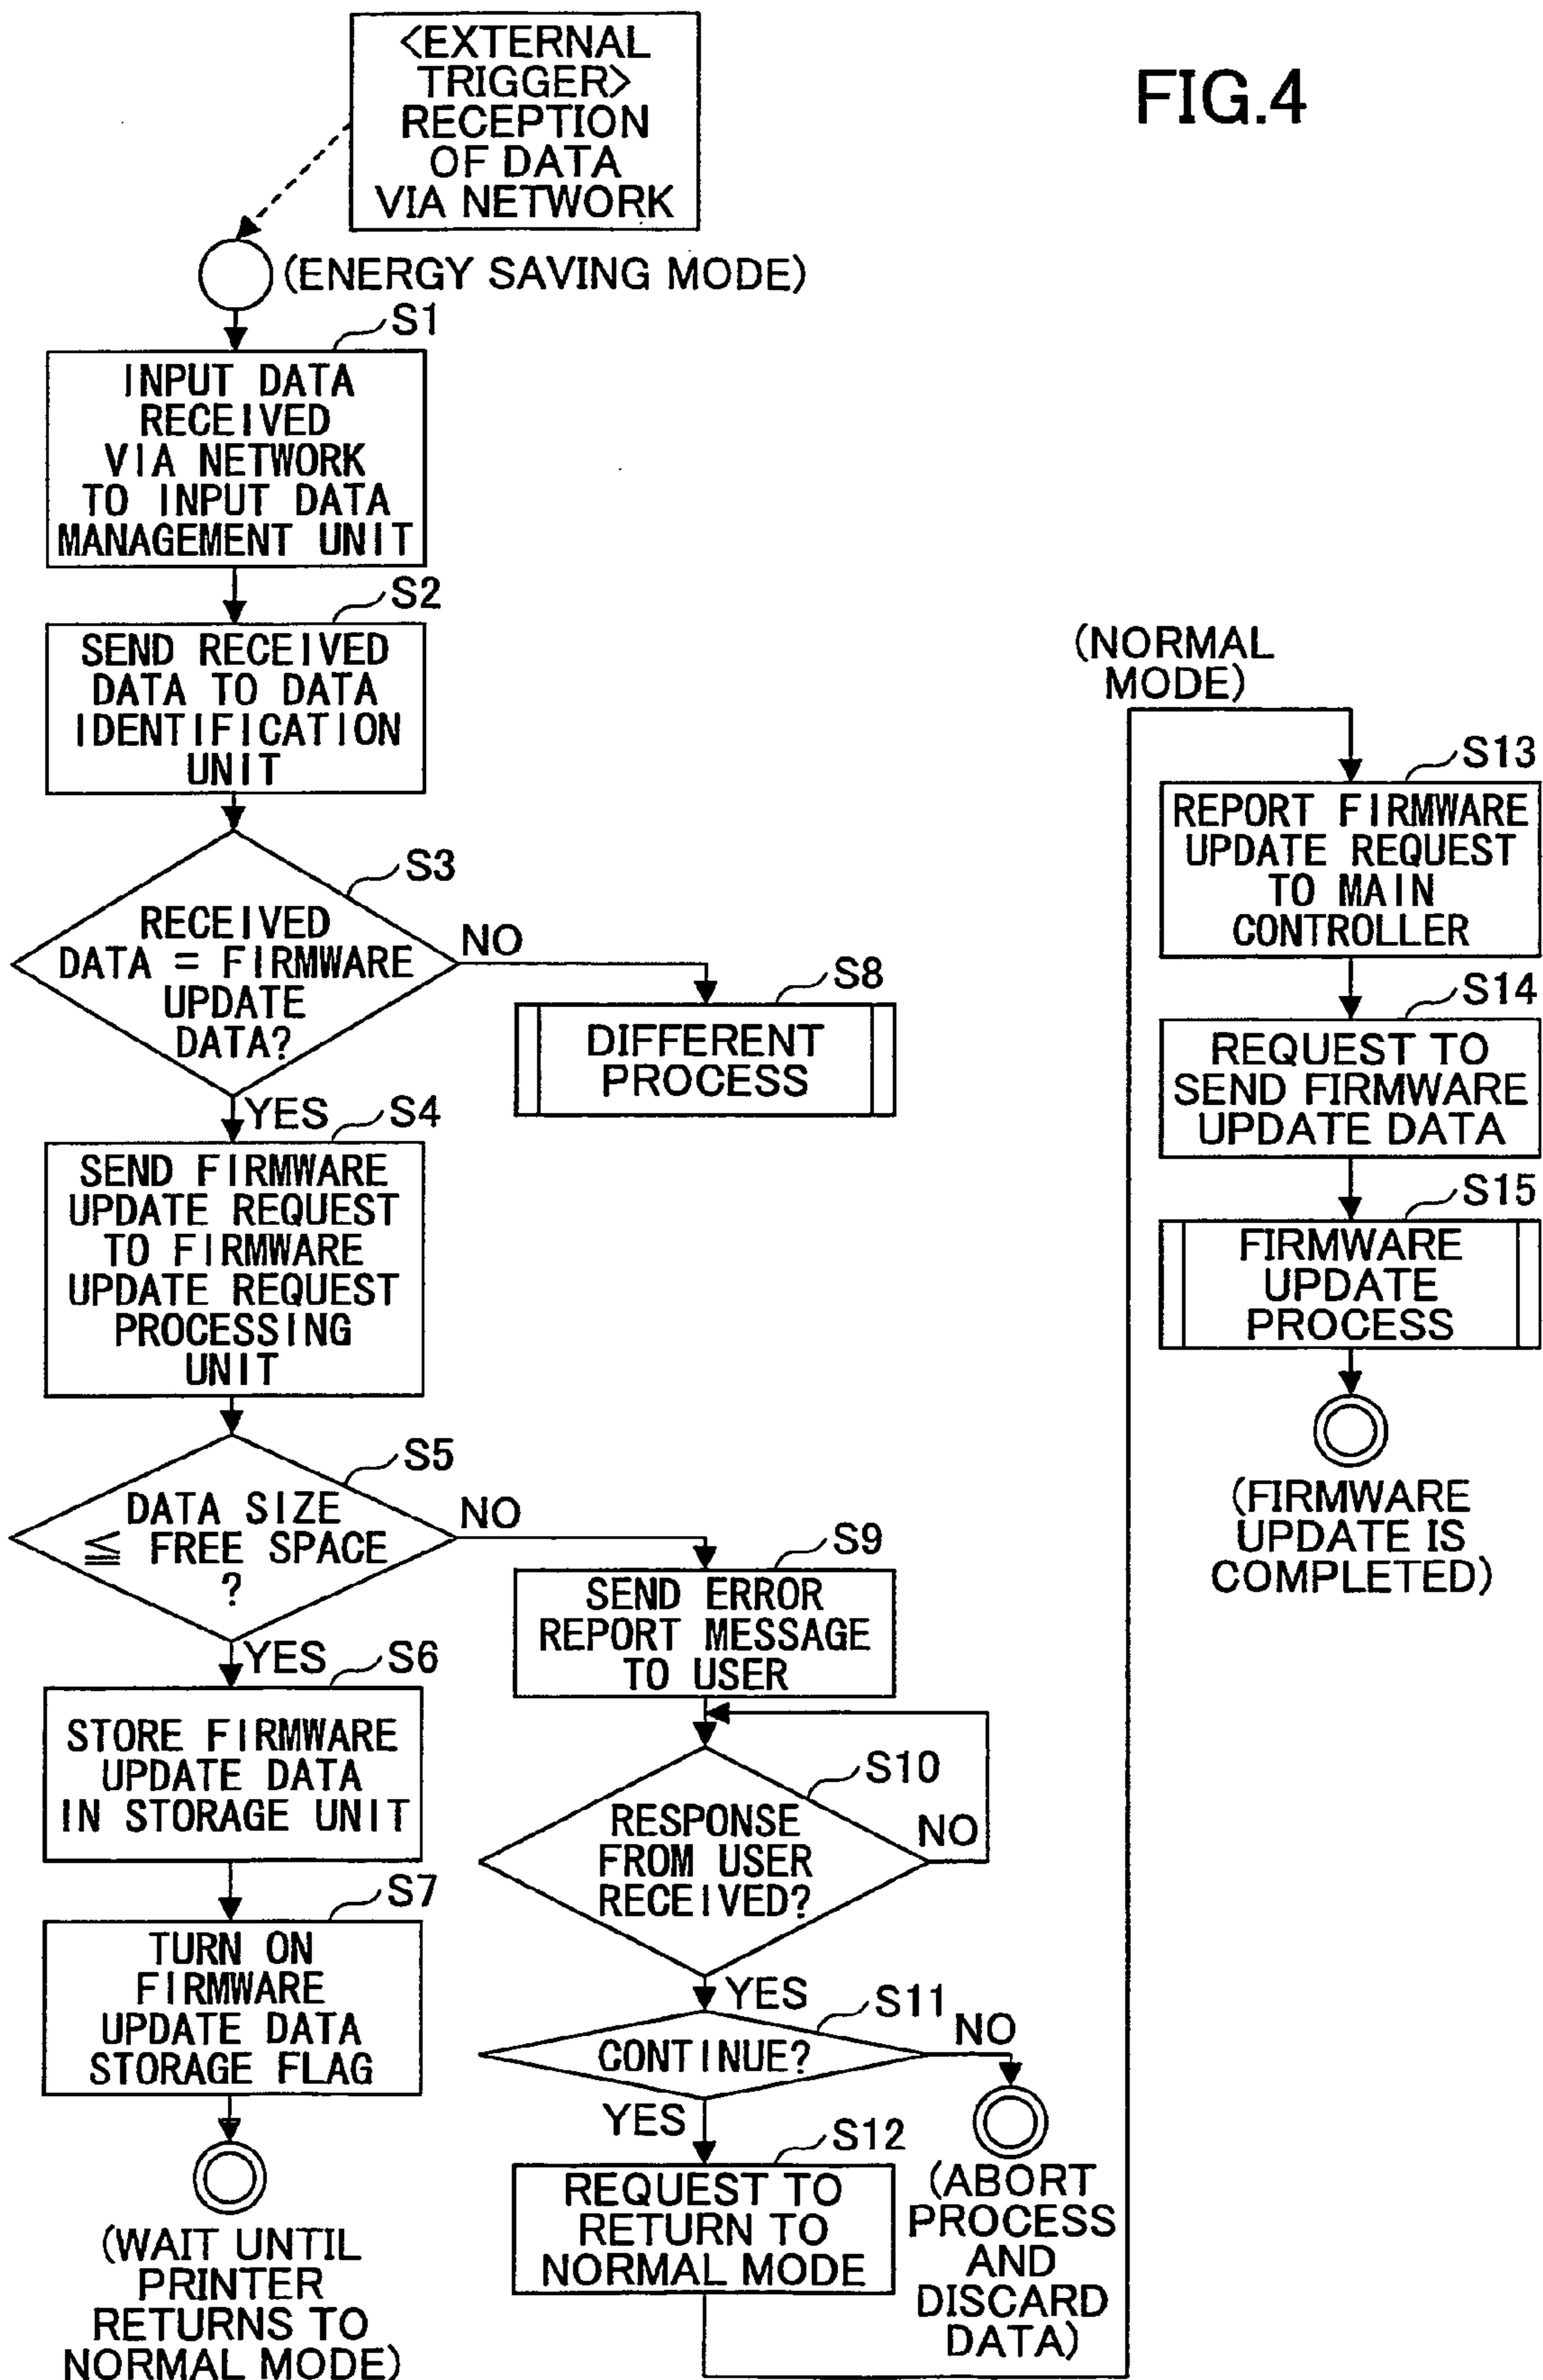 FIG.4
<EXTERNAL
TRIGGER>
RECEPTION
OF DATA
VIA NETWORK
(ENERGY SAVING MODE)
S1
INPUT DATA
RECEIVED
VIA NETWORK
TO INPUT DATA
MANAGEMENT UNIT
S2
SEND RECEIVED
DATA TO DATA
IDENTIFICATION
UNIT
S3
RECEIVED
DATA = FIRMWARE
UPDATE
DATA?
NO
S8
DIFFERENT
PROCESS
YES
S4
SEND FIRMWARE
UPDATE REQUEST
TO FIRMWARE
UPDATE REQUEST
PROCESSING
UNIT
S5
DATA SIZE
≦ FREE SPACE
?
NO
YES
S6
STORE FIRMWARE
UPDATE DATA
IN STORAGE UNIT
S7
TURN ON
FIRMWARE
UPDATE DATA
STORAGE FLAG
(WAIT UNTIL
PRINTER
RETURNS TO
NORMAL MODE)
S9
SEND ERROR
REPORT MESSAGE
TO USER
S10
RESPONSE
FROM USER
RECEIVED?
NO
YES
S11
CONTINUE?
NO
(ABORT
PROCESS
AND
DISCARD
DATA)
YES
S12
REQUEST TO
RETURN TO
NORMAL MODE
(NORMAL
MODE)
S13
REPORT FIRMWARE
UPDATE REQUEST
TO MAIN
CONTROLLER
S14
REQUEST TO
SEND FIRMWARE
UPDATE DATA
S15
FIRMWARE
UPDATE
PROCESS
(FIRMWARE
UPDATE IS
COMPLETED)